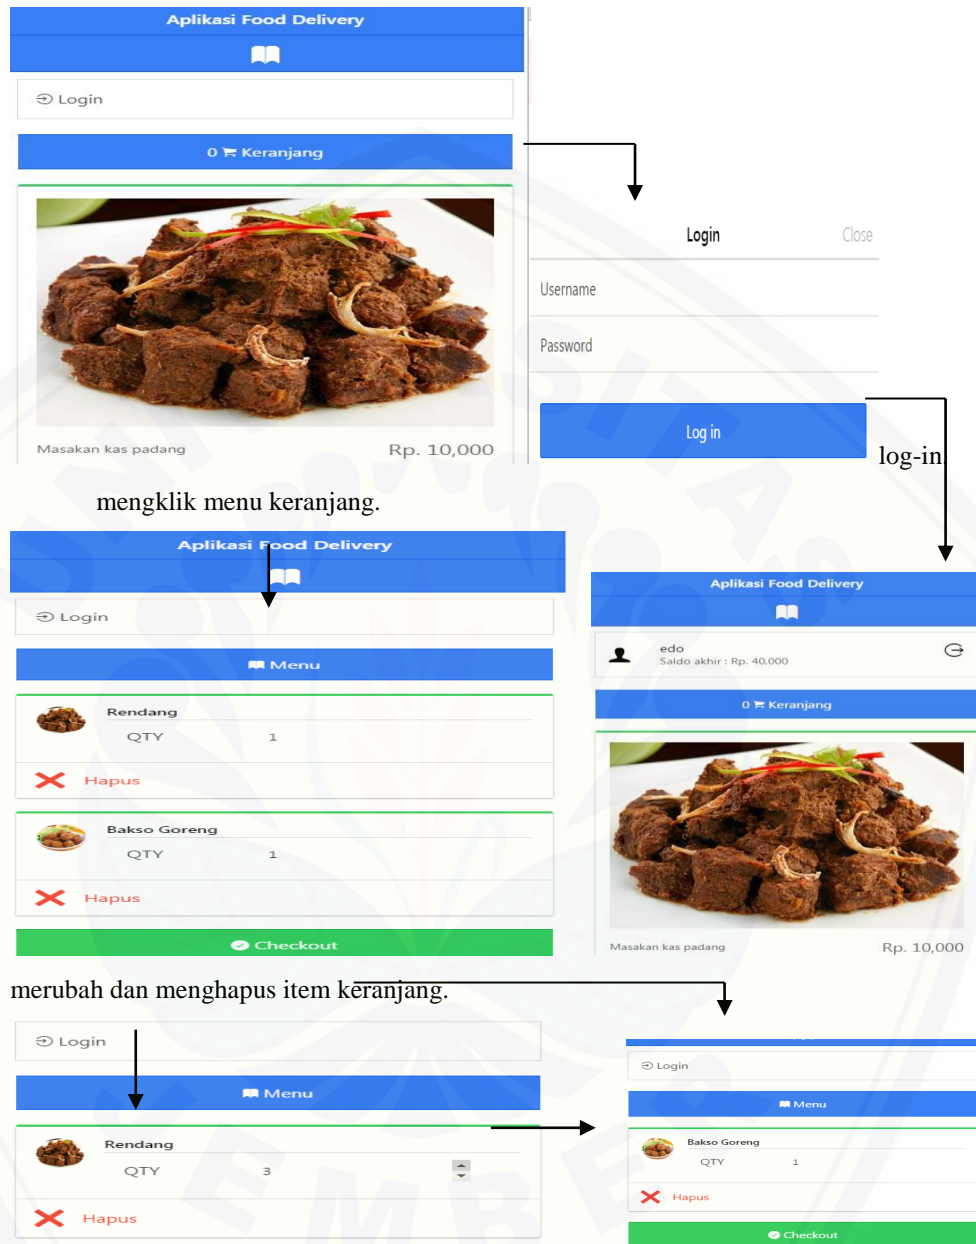 Aplikasi Food Delivery
Login
0 Keranjang
Masakan kas padang
Rp. 10,000
Login
Close
Username
Password
Log in
log-in.
mengklik menu keranjang.
Aplikasi Food Delivery
Login
Menu
Rendang
QTY 1
Hapus
Bakso Goreng
QTY 1
Hapus
Checkout
Aplikasi Food Delivery
edo
Saldo akhir : Rp. 40,000
0 Keranjang
Masakan kas padang
Rp. 10,000
merubah dan menghapus item keranjang.
Login
Menu
Rendang
QTY 3
Hapus
Login
Menu
Bakso Goreng
QTY 1
Hapus
Checkout
UNIVERSITAS
JEMBER